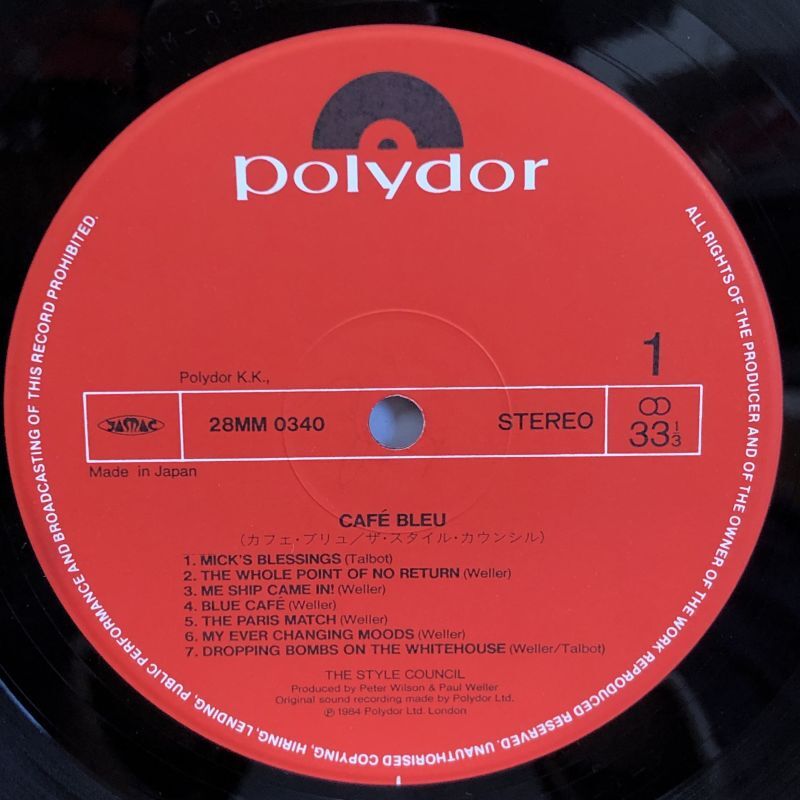 polydor
1
Polydor K.K.,
JASRAC
28MM 0340
STEREO
33 1/3
Made in Japan
CAFÉ BLEU
(カフェ・ブリュ/ザ・スタイル・カウンシル)
1. MICK'S BLESSINGS (Talbot)
2. THE WHOLE POINT OF NO RETURN (Weller)
3. ME SHIP CAME IN! (Weller)
4. BLUE CAFÉ (Weller)
5. THE PARIS MATCH (Weller)
6. MY EVER CHANGING MOODS (Weller)
7. DROPPING BOMBS ON THE WHITEHOUSE (Weller/Talbot)
THE STYLE COUNCIL
Produced by Peter Wilson & Paul Weller
Original sound recording made by Polydor Ltd.
℗ 1984 Polydor Ltd. London
ALL RIGHTS OF THE PRODUCER AND OF THE OWNER OF THE WORK REPRODUCED RESERVED. UNAUTHORISED COPYING, HIRING, LENDING, PUBLIC PERFORMANCE AND BROADCASTING OF THIS RECORD PROHIBITED.